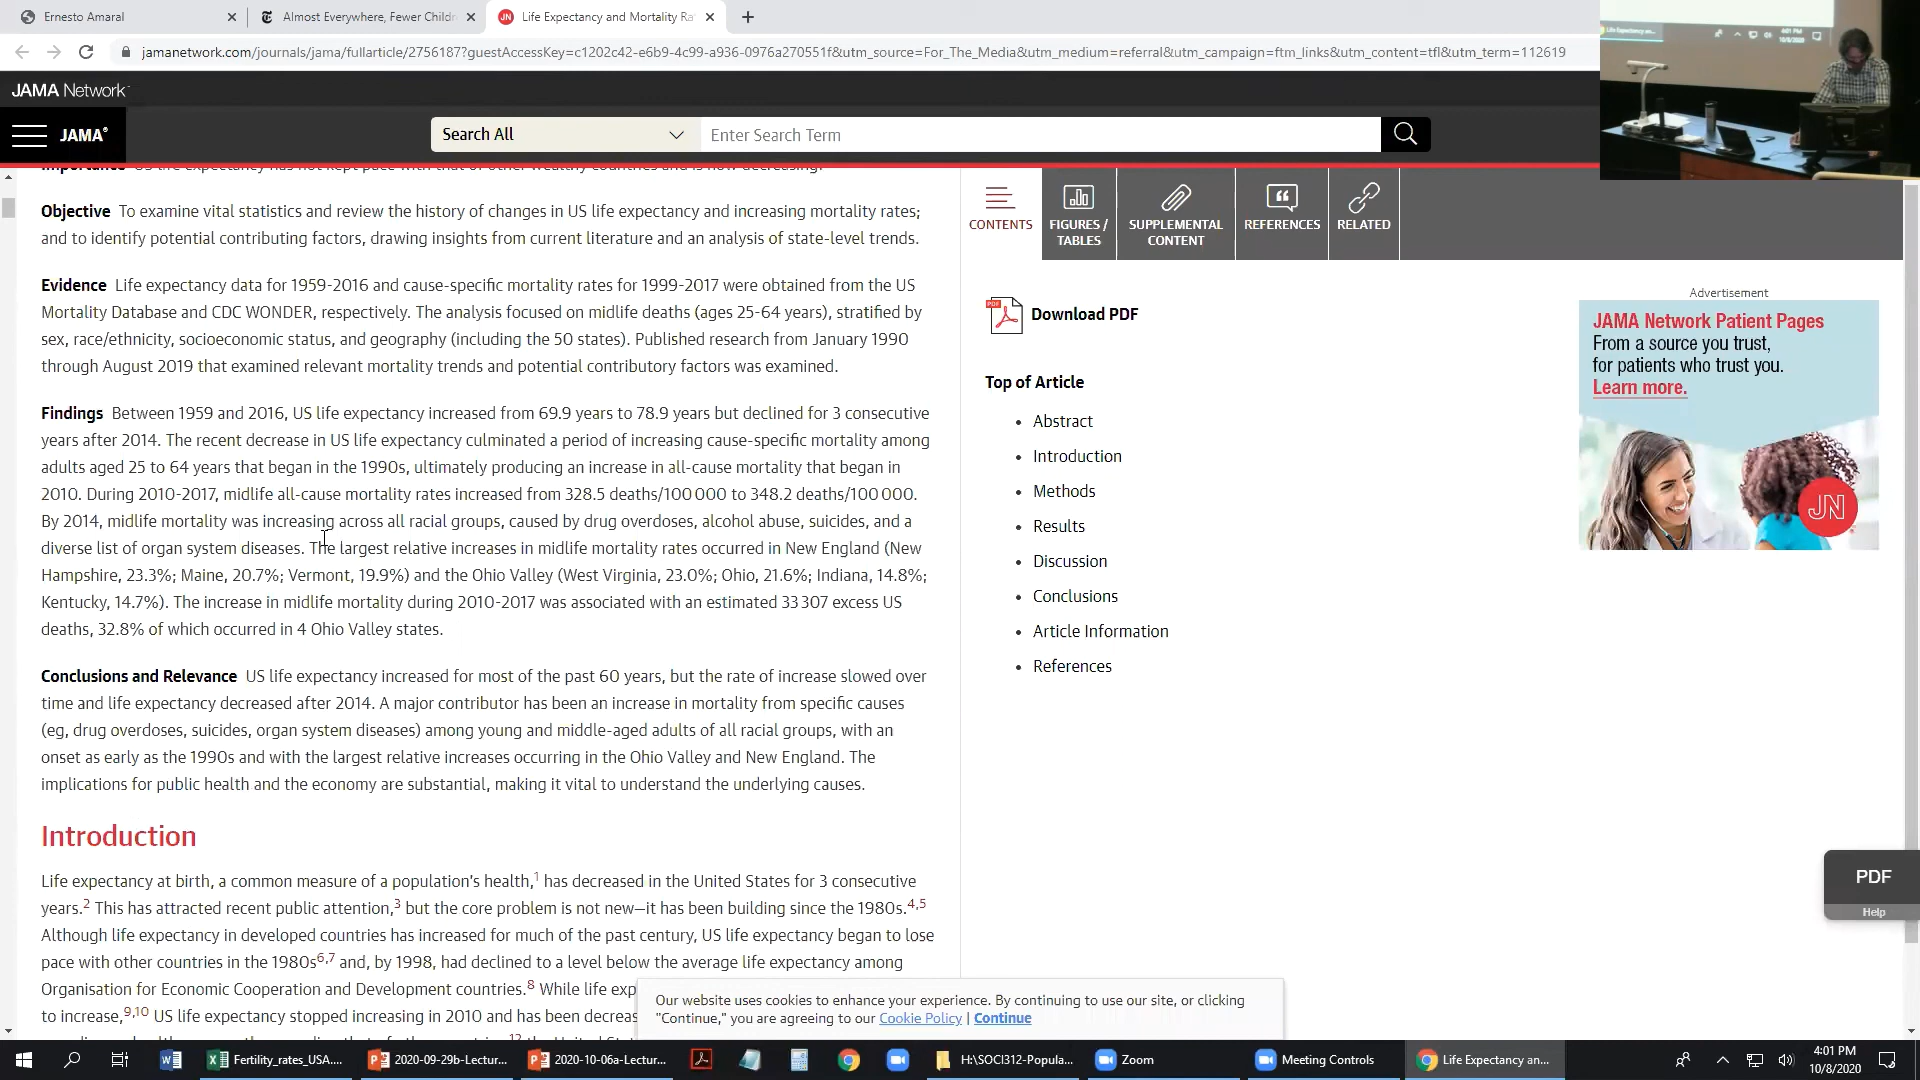 Ernesto Amaral
Almost Everywhere, Fewer Childr
Life Expectancy and Mortality Ra
jamanetwork.com/journals/jama/fullarticle/2756187?guestAccessKey=c1202c42-e6b9-4c99-a936-0976a270551f&utm_source=For_The_Media&utm_medium=referral&utm_campaign=ftm_links&utm_content=tfl&utm_term=112619
JAMA Network
JAMA
Search All
Enter Search Term
Importance US life expectancy has not kept pace with that of other wealthy countries and is now decreasing.
Objective To examine vital statistics and review the history of changes in US life expectancy and increasing mortality rates;
and to identify potential contributing factors, drawing insights from current literature and an analysis of state-level trends.
Evidence Life expectancy data for 1959-2016 and cause-specific mortality rates for 1999-2017 were obtained from the US
Mortality Database and CDC WONDER, respectively. The analysis focused on midlife deaths (ages 25-64 years), stratified by
sex, race/ethnicity, socioeconomic status, and geography (including the 50 states). Published research from January 1990
through August 2019 that examined relevant mortality trends and potential contributory factors was examined.
Findings Between 1959 and 2016, US life expectancy increased from 69.9 years to 78.9 years but declined for 3 consecutive
years after 2014. The recent decrease in US life expectancy culminated a period of increasing cause-specific mortality among
adults aged 25 to 64 years that began in the 1990s, ultimately producing an increase in all-cause mortality that began in
2010. During 2010-2017, midlife all-cause mortality rates increased from 328.5 deaths/100 000 to 348.2 deaths/100 000.
By 2014, midlife mortality was increasing across all racial groups, caused by drug overdoses, alcohol abuse, suicides, and a
diverse list of organ system diseases. The largest relative increases in midlife mortality rates occurred in New England (New
Hampshire, 23.3%; Maine, 20.7%; Vermont, 19.9%) and the Ohio Valley (West Virginia, 23.0%; Ohio, 21.6%; Indiana, 14.8%;
Kentucky, 14.7%). The increase in midlife mortality during 2010-2017 was associated with an estimated 33 307 excess US
deaths, 32.8% of which occurred in 4 Ohio Valley states.
Conclusions and Relevance US life expectancy increased for most of the past 60 years, but the rate of increase slowed over
time and life expectancy decreased after 2014. A major contributor has been an increase in mortality from specific causes
(eg, drug overdoses, suicides, organ system diseases) among young and middle-aged adults of all racial groups, with an
onset as early as the 1990s and with the largest relative increases occurring in the Ohio Valley and New England. The
implications for public health and the economy are substantial, making it vital to understand the underlying causes.
Introduction
Life expectancy at birth, a common measure of a population's health,1 has decreased in the United States for 3 consecutive
years.2 This has attracted recent public attention,3 but the core problem is not new—it has been building since the 1980s.4,5
Although life expectancy in developed countries has increased for much of the past century, US life expectancy began to lose
pace with other countries in the 1980s6,7 and, by 1998, had declined to a level below the average life expectancy among
Organisation for Economic Cooperation and Development countries.8 While life exp
to increase,9,10 US life expectancy stopped increasing in 2010 and has been decreas
CONTENTS
FIGURES /
TABLES
SUPPLEMENTAL
CONTENT
REFERENCES
RELATED
Download PDF
Top of Article
Abstract
Introduction
Methods
Results
Discussion
Conclusions
Article Information
References
Advertisement
JAMA Network Patient Pages
From a source you trust,
for patients who trust you.
Learn more.
JN
PDF
Help
Our website uses cookies to enhance your experience. By continuing to use our site, or clicking
"Continue," you are agreeing to our Cookie Policy | Continue
Fertility_rates_USA....
2020-09-29b-Lectur...
2020-10-06a-Lectur...
H:\SOCI312-Popula...
Zoom
Meeting Controls
Life Expectancy an...
4:01 PM
10/8/2020